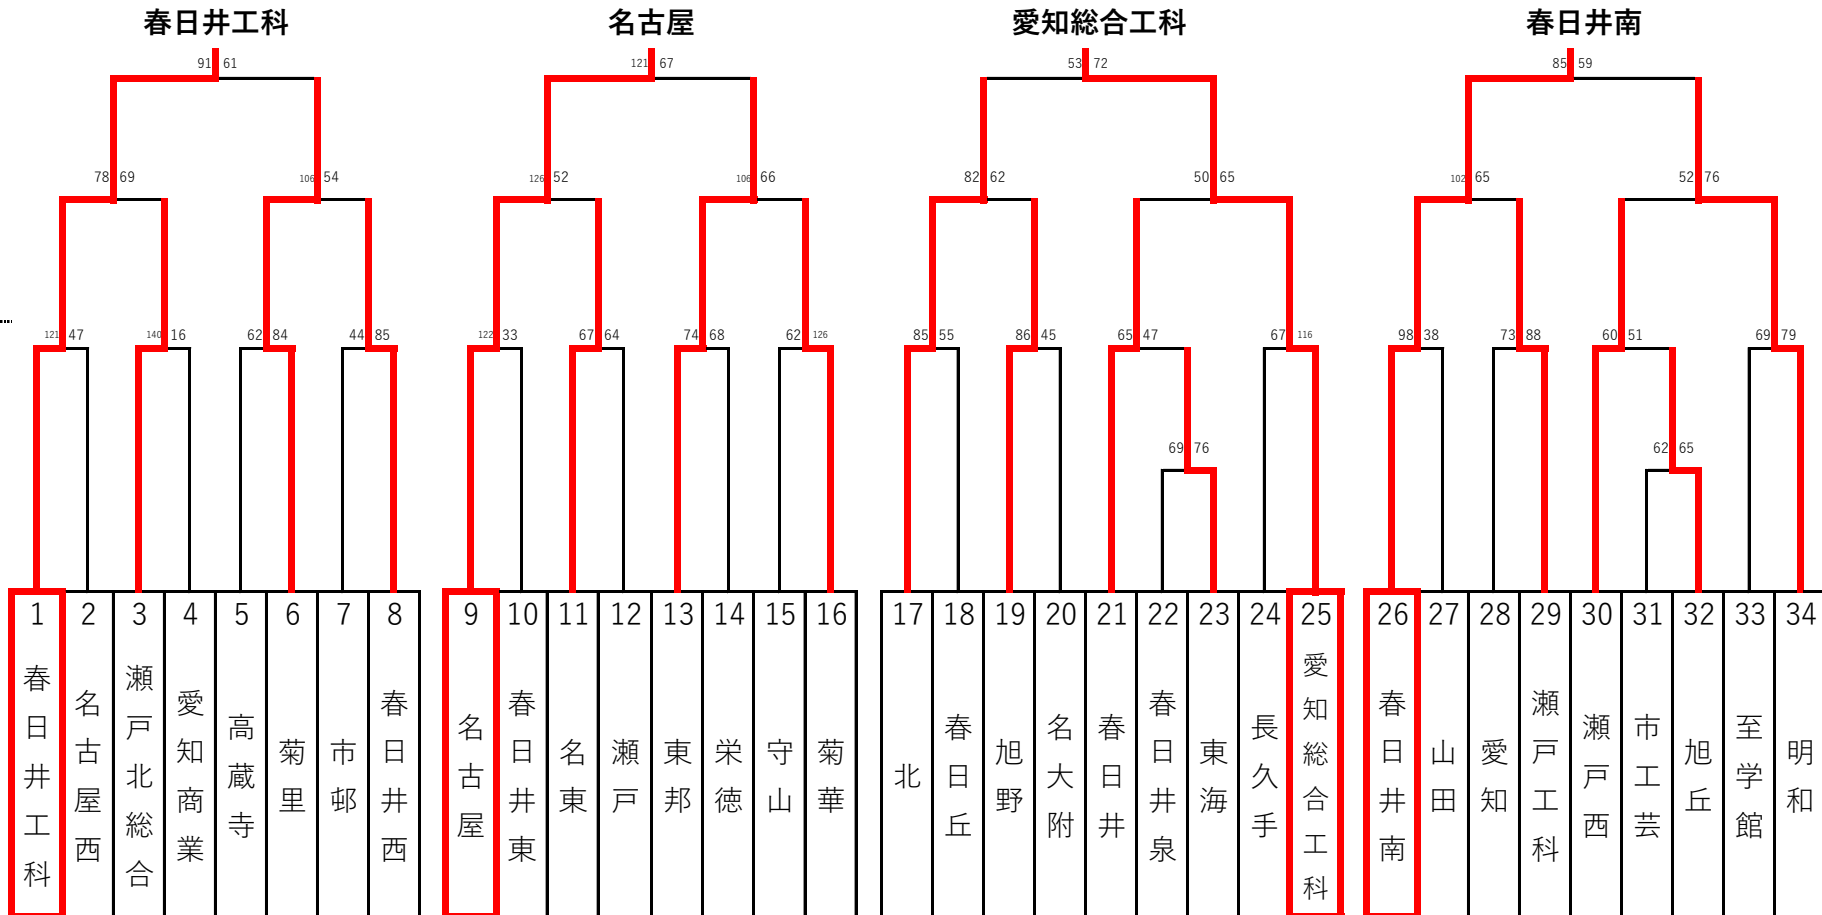 春日井工科 名古屋 愛知総合工科 春日井南
91 61 121 67 53 72 85 59
78 69 106 54 126 52 106 66 82 62 50 65 102 65 52 76
121 47 140 16 62 84 44 85 122 33 67 64 74 68 62 126 85 55 86 45 65 47 67 116 98 38 73 88 60 51 69 79
69 76 62 65
1 2 3 4 5 6 7 8 9 10 11 12 13 14 15 16 17 18 19 20 21 22 23 24 25 26 27 28 29 30 31 32 33 34
春日井工科
名古屋西
瀬戸北総合
愛知商業
高蔵寺
菊里
市邨
春日井西
名古屋
春日井東
名東
瀬戸
東邦
栄徳
守山
菊華
北
春日丘
旭野
名大附
春日井
春日井泉
東海
長久手
愛知総合工科
春日井南
山田
愛知
瀬戸工科
瀬戸西
市工芸
旭丘
至学館
明和